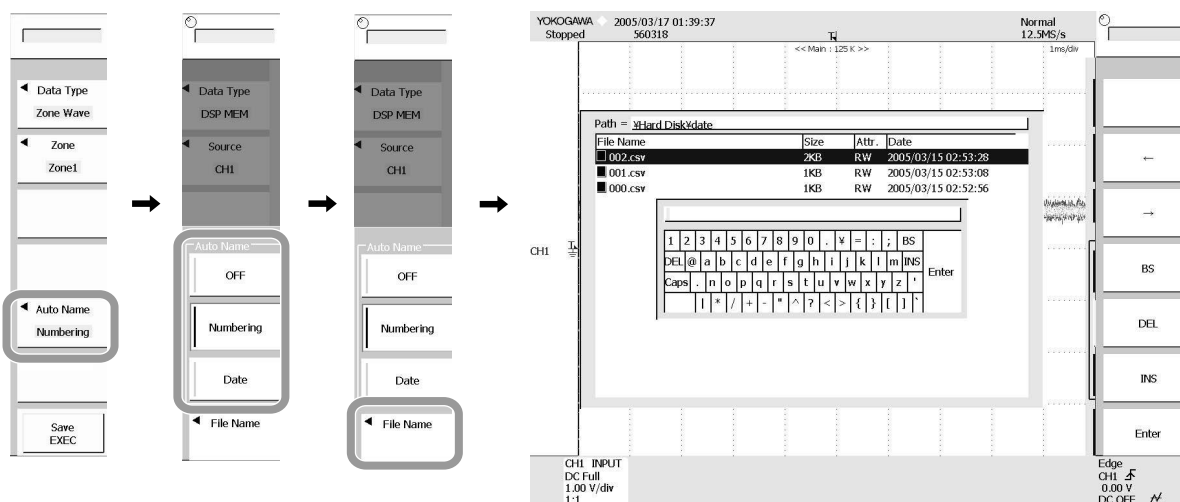 Data Type
Zone Wave
Zone
Zone1
Auto Name
Numbering
Save
EXEC
Data Type
DSP MEM
Source
CH1
Auto Name
OFF
Numbering
Date
File Name
Data Type
DSP MEM
Source
CH1
Auto Name
OFF
Numbering
Date
File Name
YOKOGAWA 2005/03/17 01:39:37
Stopped 560318
Normal
12.5MS/s
<< Main : 125 K >>
1ms/div
Path = ¥Hard Disk¥date
File Name Size Attr. Date
002.csv 2KB RW 2005/03/15 02:53:28
001.csv 1KB RW 2005/03/15 02:53:08
000.csv 1KB RW 2005/03/15 02:52:56
1 2 3 4 5 6 7 8 9 0 . ¥ = : ; BS
DEL @ a b c d e f g h i j k l m INS
Enter
Caps . n o p q r s t u v w x y z '
| * / + - " ^ ? < > { } [ ] `
CH1
←
→
BS
DEL
INS
Enter
CH1 INPUT
DC Full
1.00 V/div
1:1
Edge
CH1
0.00 V
DC OFF